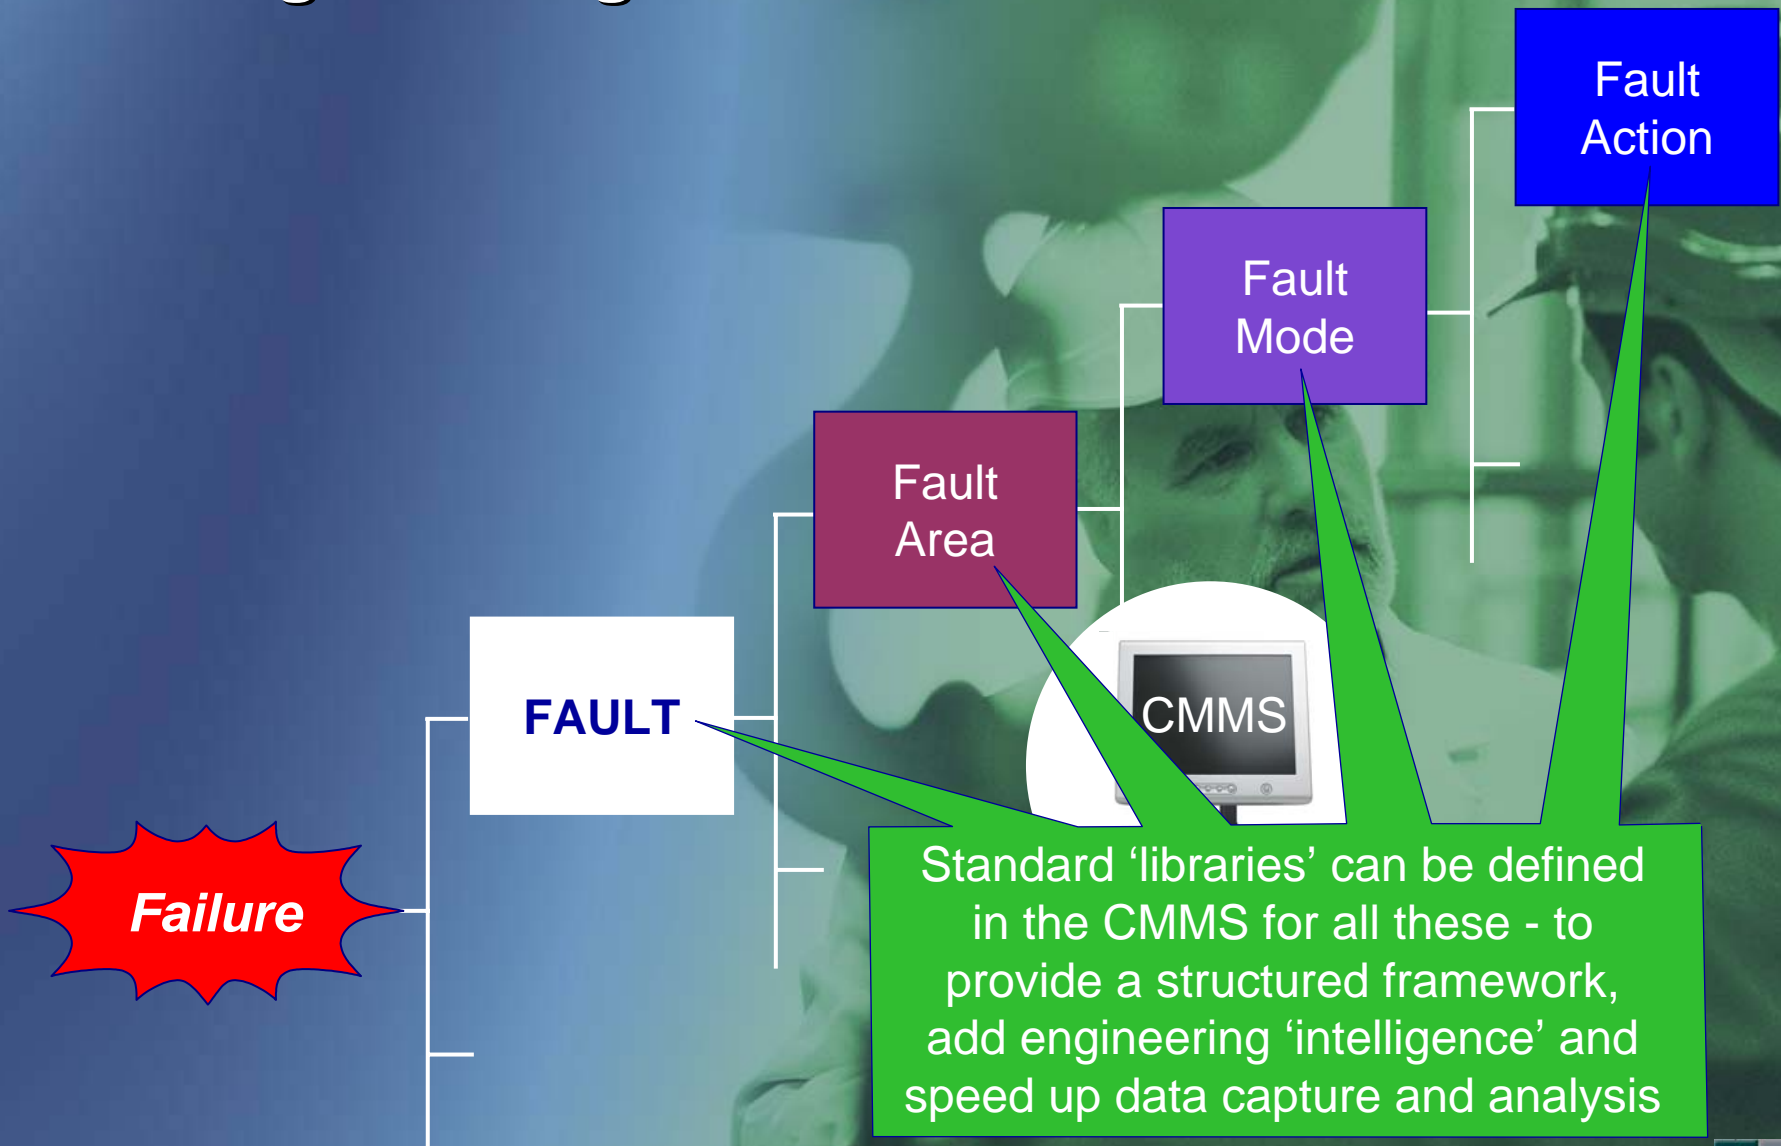 Fault
Action
Fault
Mode
Fault
Area
FAULT
CMMS
Failure
Standard ‘libraries’ can be defined
in the CMMS for all these - to
provide a structured framework,
add engineering ‘intelligence’ and
speed up data capture and analysis